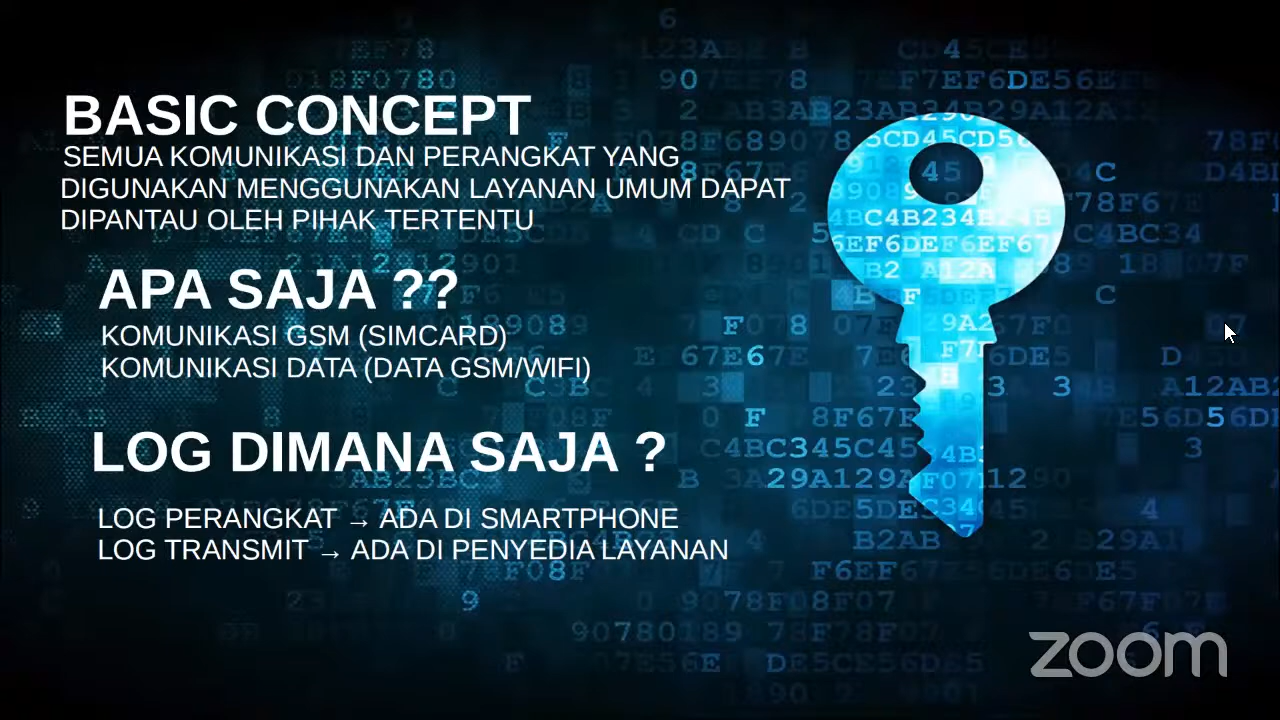 BASIC CONCEPT
SEMUA KOMUNIKASI DAN PERANGKAT YANG
DIGUNAKAN MENGGUNAKAN LAYANAN UMUM DAPAT
DIPANTAU OLEH PIHAK TERTENTU
APA SAJA ??
KOMUNIKASI GSM (SIMCARD)
KOMUNIKASI DATA (DATA GSM/WIFI)
LOG DIMANA SAJA ?
LOG PERANGKAT → ADA DI SMARTPHONE
LOG TRANSMIT → ADA DI PENYEDIA LAYANAN
zoom